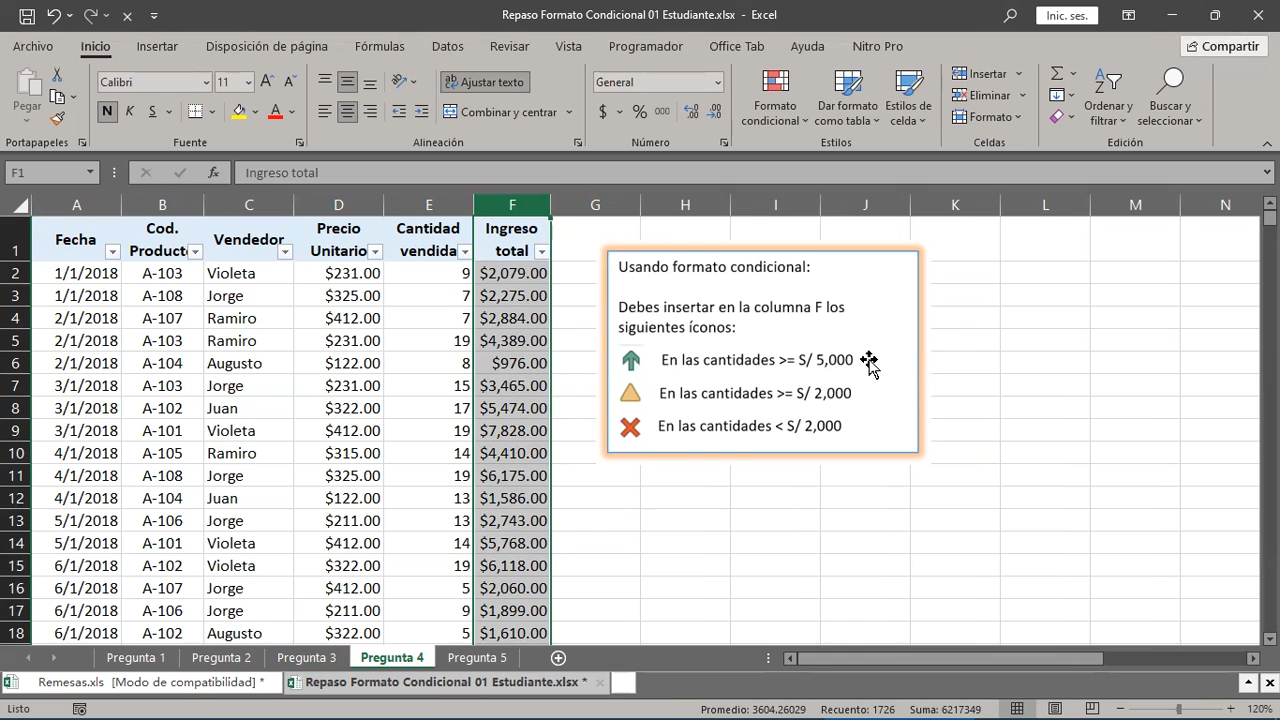 Repaso Formato Condicional 01 Estudiante.xlsx - Excel
Inic. ses.
Archivo Inicio Insertar Disposición de página Fórmulas Datos Revisar Vista Programador Office Tab Ayuda Nitro Pro Compartir
Pegar
Calibri 11
N K S
Ajustar texto
Combinar y centrar
General
$ % 000
Formato condicional
Dar formato como tabla
Estilos de celda
Insertar
Eliminar
Formato
Ordenar y filtrar
Buscar y seleccionar
Portapapeles Fuente Alineación Número Estilos Celdas Edición
F1 fx Ingreso total
A B C D E F G H I J K L M N
1 Fecha Cod. Producto Vendedor Precio Unitario Cantidad vendida Ingreso total
2 1/1/2018 A-103 Violeta $231.00 9 $2,079.00
3 1/1/2018 A-108 Jorge $325.00 7 $2,275.00
4 2/1/2018 A-107 Ramiro $412.00 7 $2,884.00
5 2/1/2018 A-103 Ramiro $231.00 19 $4,389.00
6 2/1/2018 A-104 Augusto $122.00 8 $976.00
7 3/1/2018 A-103 Jorge $231.00 15 $3,465.00
8 3/1/2018 A-102 Juan $322.00 17 $5,474.00
9 3/1/2018 A-101 Violeta $412.00 19 $7,828.00
10 4/1/2018 A-105 Ramiro $315.00 14 $4,410.00
11 4/1/2018 A-108 Jorge $325.00 19 $6,175.00
12 4/1/2018 A-104 Juan $122.00 13 $1,586.00
13 5/1/2018 A-106 Jorge $211.00 13 $2,743.00
14 5/1/2018 A-101 Violeta $412.00 14 $5,768.00
15 6/1/2018 A-102 Violeta $322.00 19 $6,118.00
16 6/1/2018 A-107 Jorge $412.00 5 $2,060.00
17 6/1/2018 A-106 Jorge $211.00 9 $1,899.00
18 6/1/2018 A-102 Augusto $322.00 5 $1,610.00
Usando formato condicional:
Debes insertar en la columna F los
siguientes íconos:
En las cantidades >= S/ 5,000
En las cantidades >= S/ 2,000
En las cantidades < S/ 2,000
Pregunta 1 Pregunta 2 Pregunta 3 Pregunta 4 Pregunta 5
Remesas.xls [Modo de compatibilidad] * Repaso Formato Condicional 01 Estudiante.xlsx *
Listo Promedio: 3604.26029 Recuento: 1726 Suma: 6217349 120%